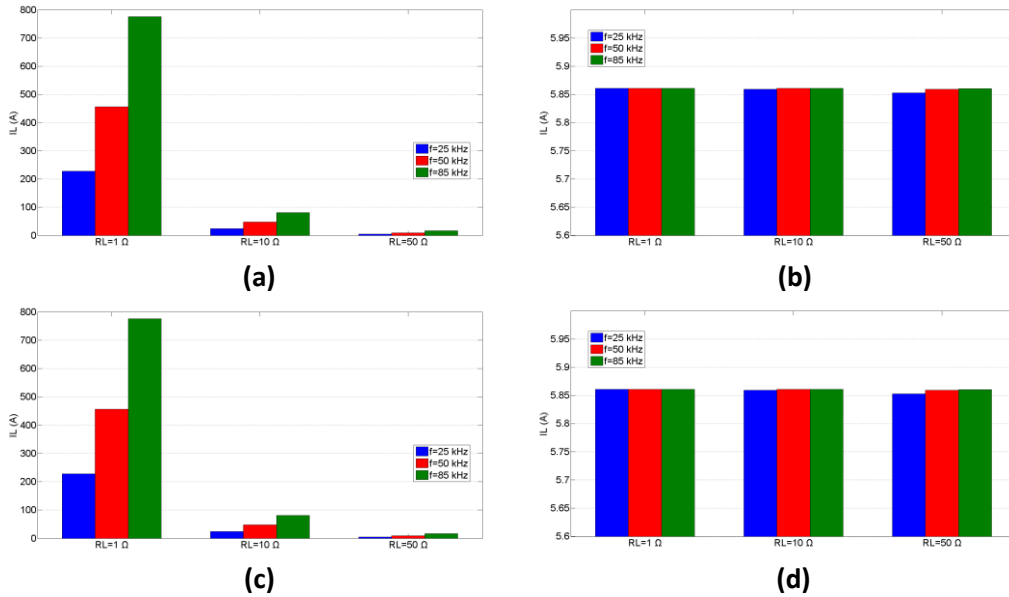 800
700
600
500
400
300
200
100
0
IL (A)
f=25 kHz
f=50 kHz
f=85 kHz
RL=1 Ω
RL=10 Ω
RL=50 Ω
(a)
5.95
5.9
5.85
5.8
5.75
5.7
5.65
5.6
IL (A)
f=25 kHz
f=50 kHz
f=85 kHz
RL=1 Ω
RL=10 Ω
RL=50 Ω
(b)
800
700
600
500
400
300
200
100
0
IL (A)
f=25 kHz
f=50 kHz
f=85 kHz
RL=1 Ω
RL=10 Ω
RL=50 Ω
(c)
5.95
5.9
5.85
5.8
5.75
5.7
5.65
5.6
IL (A)
f=25 kHz
f=50 kHz
f=85 kHz
RL=1 Ω
RL=10 Ω
RL=50 Ω
(d)